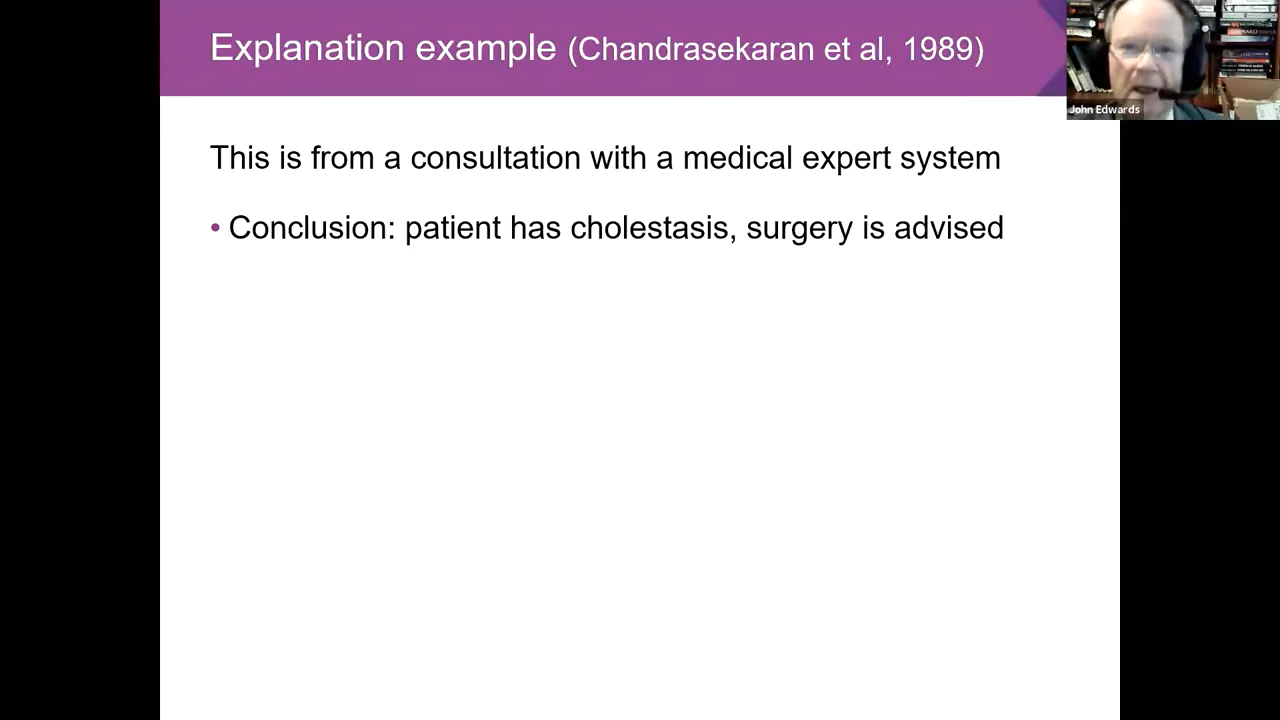 Explanation example (Chandrasekaran et al, 1989)
John Edwards
This is from a consultation with a medical expert system
• Conclusion: patient has cholestasis, surgery is advised